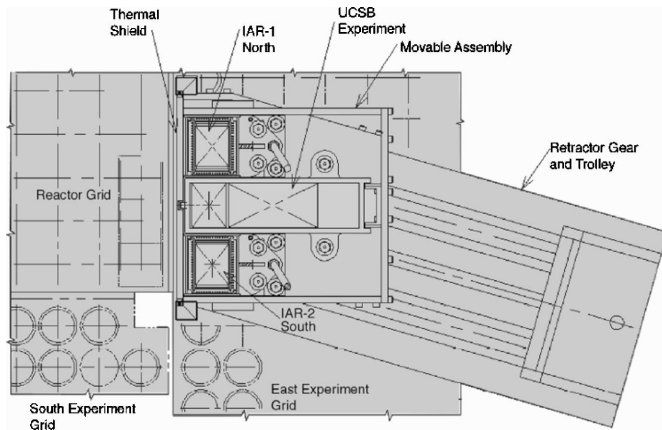 Thermal
Shield
IAR-1
North
UCSB
Experiment
Movable Assembly
Retractor Gear
and Trolley
Reactor Grid
IAR-2
South
East Experiment
Grid
South Experiment
Grid